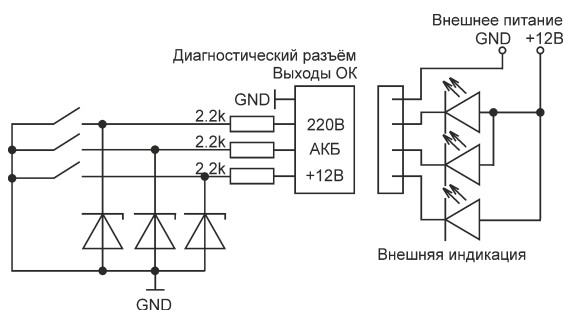 Внешнее питание
GND +12В
Диагностический разъём
Выходы ОК
GND
2.2k
220В
2.2k
АКБ
2.2k
+12В
Внешняя индикация
GND